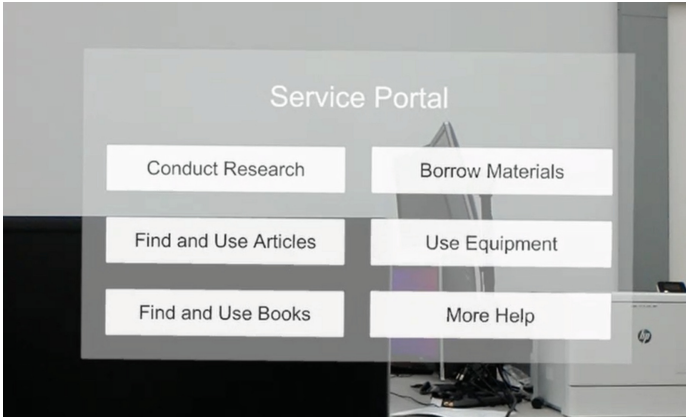 Service Portal
Conduct Research
Borrow Materials
Find and Use Articles
Use Equipment
Find and Use Books
More Help
hp